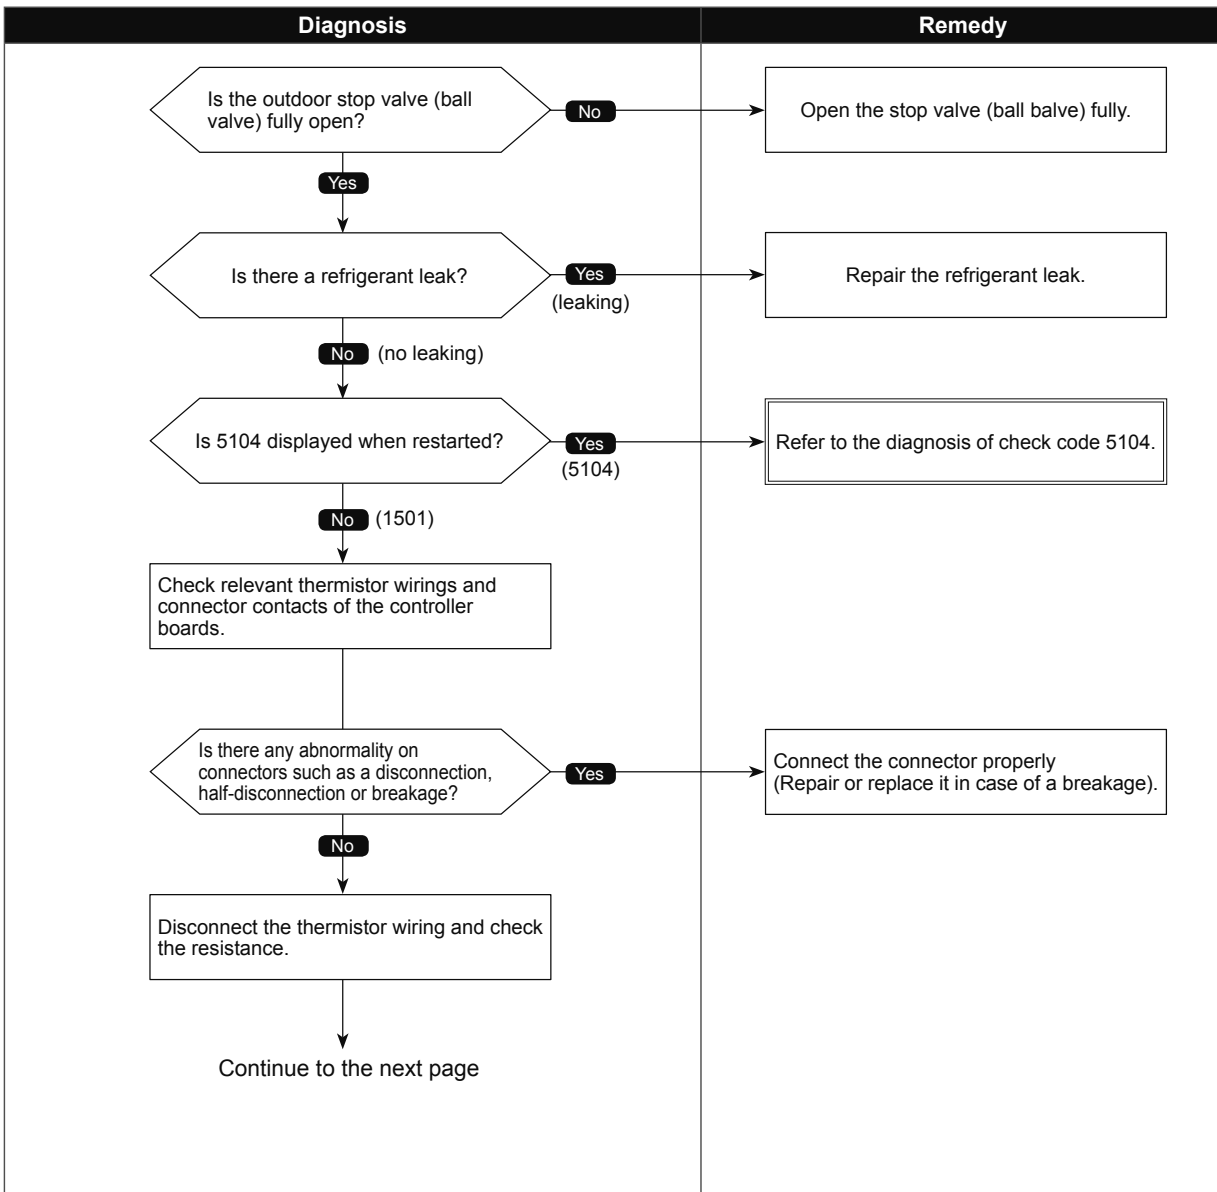 Diagnosis
Remedy
Is the outdoor stop valve (ball
valve) fully open?
No
Open the stop valve (ball balve) fully.
Yes
Is there a refrigerant leak?
Yes
(leaking)
Repair the refrigerant leak.
No (no leaking)
Is 5104 displayed when restarted?
Yes
(5104)
Refer to the diagnosis of check code 5104.
No (1501)
Check relevant thermistor wirings and
connector contacts of the controller
boards.
Is there any abnormality on
connectors such as a disconnection,
half-disconnection or breakage?
Yes
Connect the connector properly
(Repair or replace it in case of a breakage).
No
Disconnect the thermistor wiring and check
the resistance.
Continue to the next page